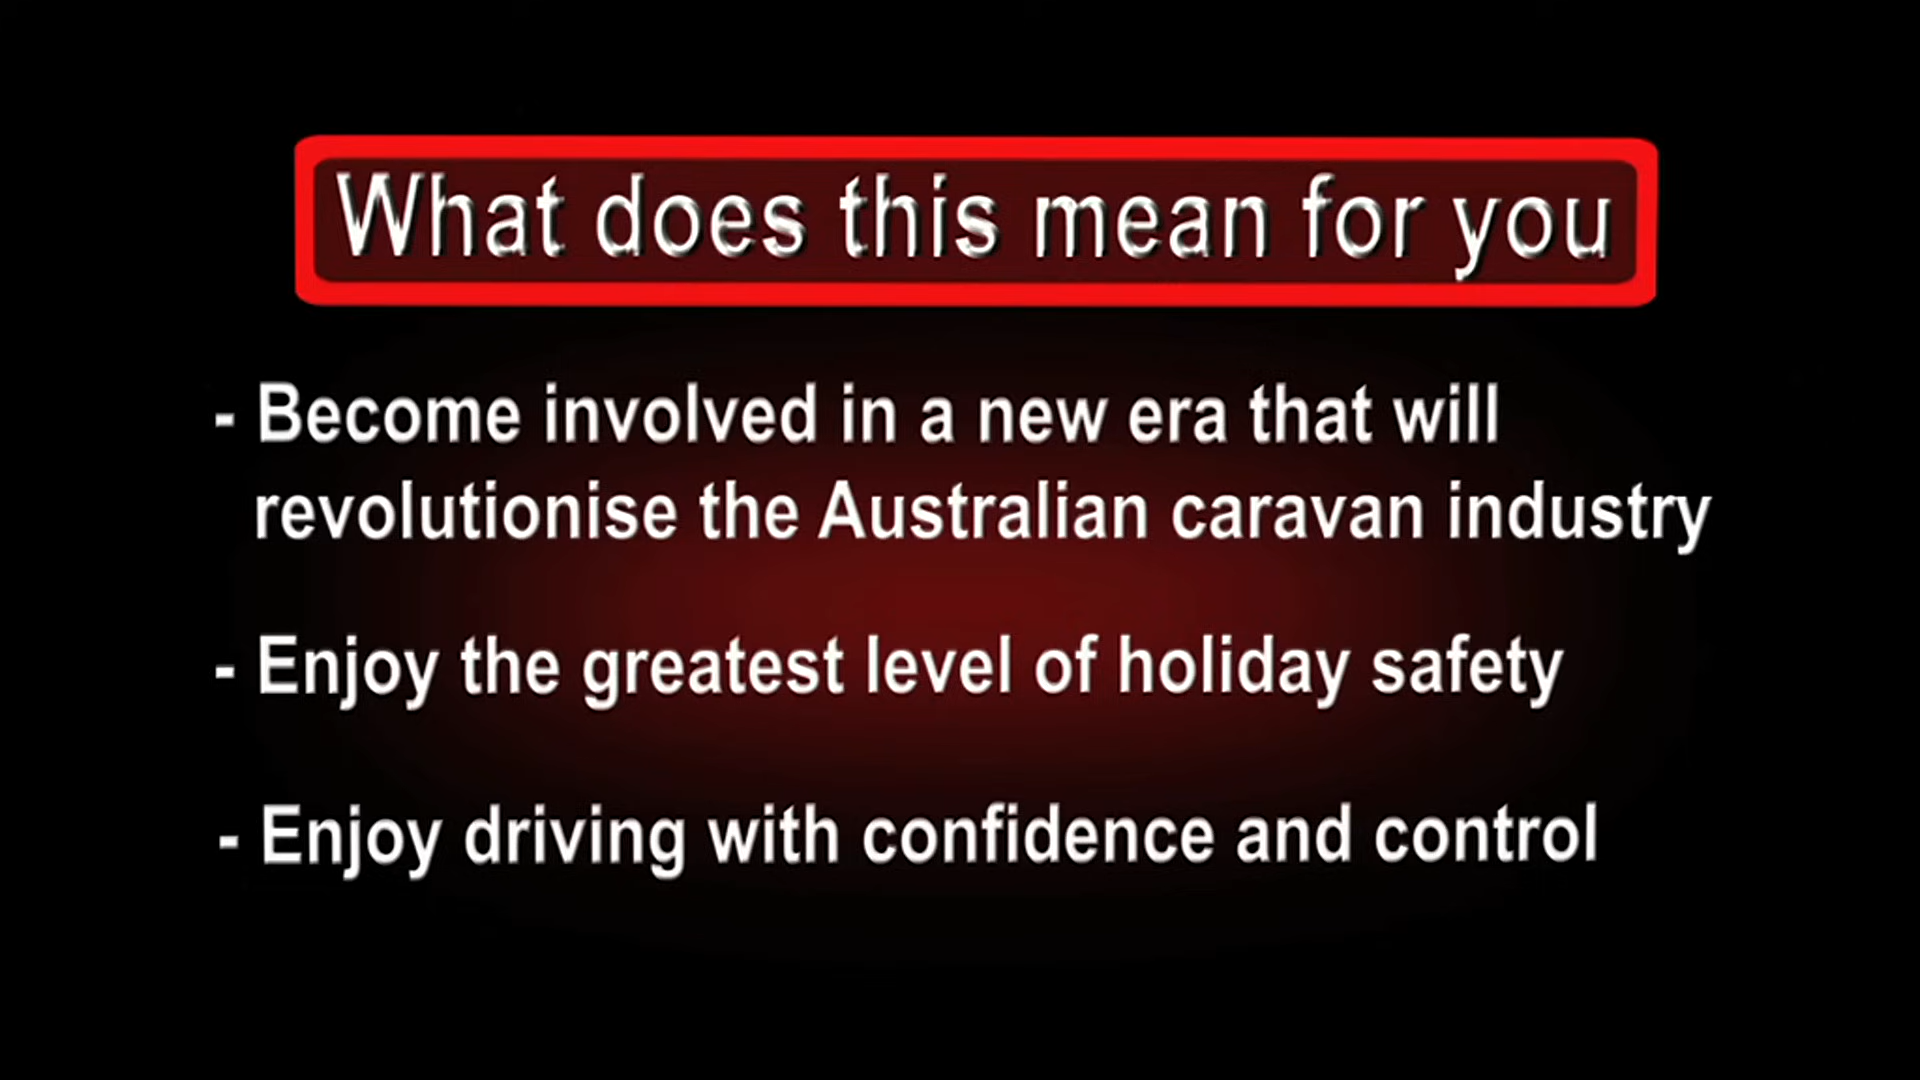 What does this mean for you
- Become involved in a new era that will
revolutionise the Australian caravan industry
- Enjoy the greatest level of holiday safety
- Enjoy driving with confidence and control